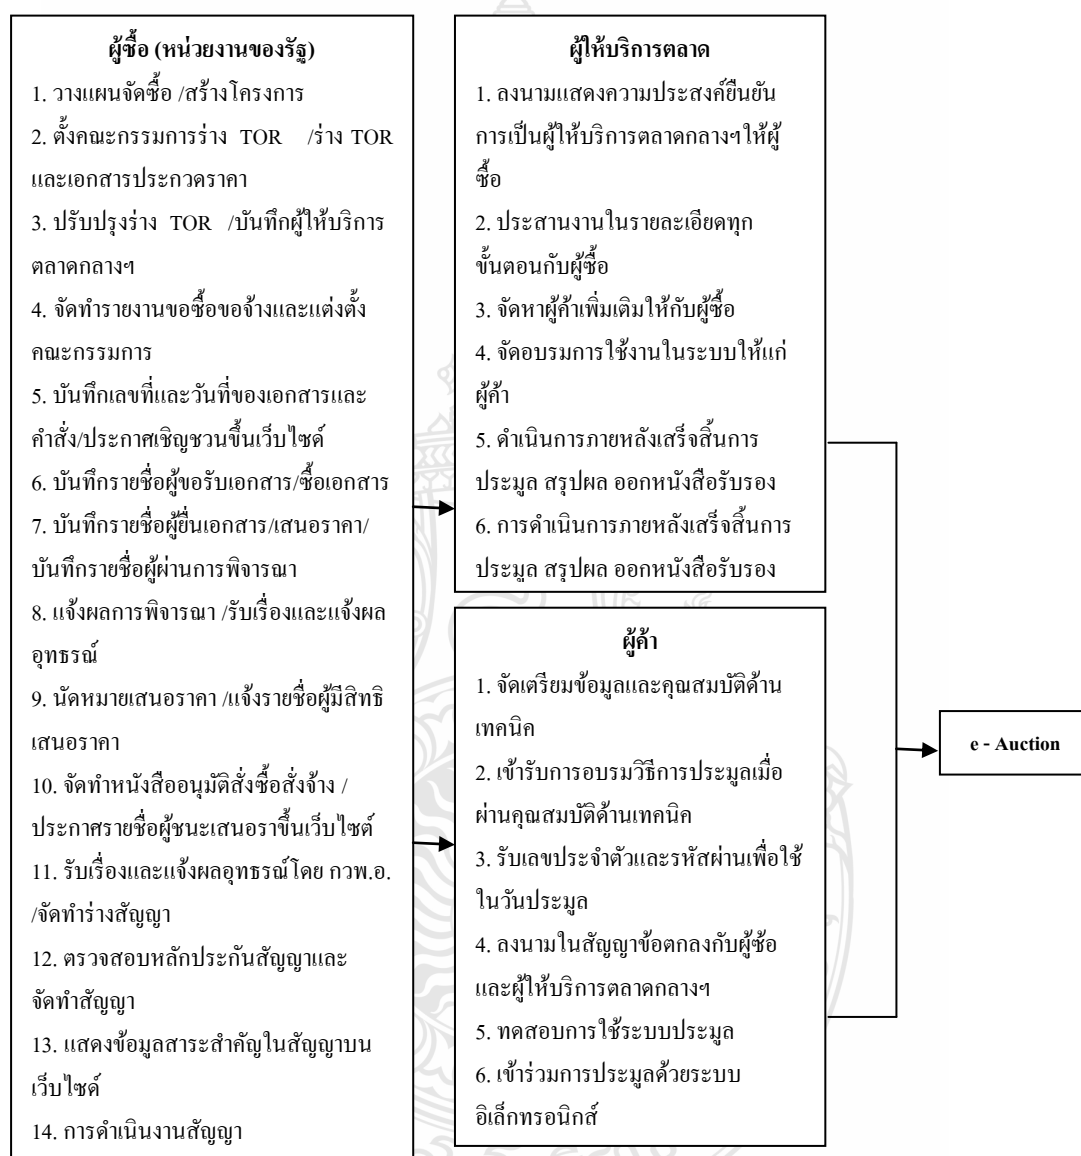 ผู้ซื้อ (หน่วยงานของรัฐ)
1. วางแผนจัดซื้อ /สร้างโครงการ
2. ตั้งคณะกรรมการร่าง TOR /ร่าง TOR
และเอกสารประกวดราคา
3. ปรับปรุงร่าง TOR /บันทึกผู้ให้บริการ
ตลาดกลางฯ
4. จัดทำรายงานขอซื้อขอจ้างและแต่งตั้ง
คณะกรรมการ
5. บันทึกเลขที่และวันที่ของเอกสารและ
คำสั่ง/ประกาศเชิญชวนขึ้นเว็บไซด์
6. บันทึกรายชื่อผู้ขอรับเอกสาร/ซื้อเอกสาร
7. บันทึกรายชื่อผู้ยื่นเอกสาร/เสนอราคา/
บันทึกรายชื่อผู้ผ่านการพิจารณา
8. แจ้งผลการพิจารณา /รับเรื่องและแจ้งผล
อุทธรณ์
9. นัดหมายเสนอราคา /แจ้งรายชื่อผู้มีสิทธิ
เสนอราคา
10. จัดทำหนังสืออนุมัติสั่งซื้อสั่งจ้าง /
ประกาศรายชื่อผู้ชนะเสนอราขึ้นเว็บไซต์
11. รับเรื่องและแจ้งผลอุทธรณ์โดย กวพ.อ.
/จัดทำร่างสัญญา
12. ตรวจสอบหลักประกันสัญญาและ
จัดทำสัญญา
13. แสดงข้อมูลสาระสำคัญในสัญญาบน
เว็บไซด์
14. การดำเนินงานสัญญา
ผู้ให้บริการตลาด
1. ลงนามแสดงความประสงค์ยืนยัน
การเป็นผู้ให้บริการตลาดกลางฯให้ผู้
ซื้อ
2. ประสานงานในรายละเอียดทุก
ขั้นตอนกับผู้ซื้อ
3. จัดหาผู้ค้าเพิ่มเติมให้กับผู้ซื้อ
4. จัดอบรมการใช้งานในระบบให้แก่
ผู้ค้า
5. ดำเนินการภายหลังเสร็จสิ้นการ
ประมูล สรุปผล ออกหนังสือรับรอง
6. การดำเนินการภายหลังเสร็จสิ้นการ
ประมูล สรุปผล ออกหนังสือรับรอง
ผู้ค้า
1. จัดเตรียมข้อมูลและคุณสมบัติด้าน
เทคนิค
2. เข้ารับการอบรมวิธีการประมูลเมื่อ
ผ่านคุณสมบัติด้านเทคนิค
3. รับเลขประจำตัวและรหัสผ่านเพื่อใช้
ในวันประมูล
4. ลงนามในสัญญาข้อตกลงกับผู้ซ้อ
และผู้ให้บริการตลาดกลางฯ
5. ทดสอบการใช้ระบบประมูล
6. เข้าร่วมการประมูลด้วยระบบ
อิเล็กทรอนิกส์
e - Auction